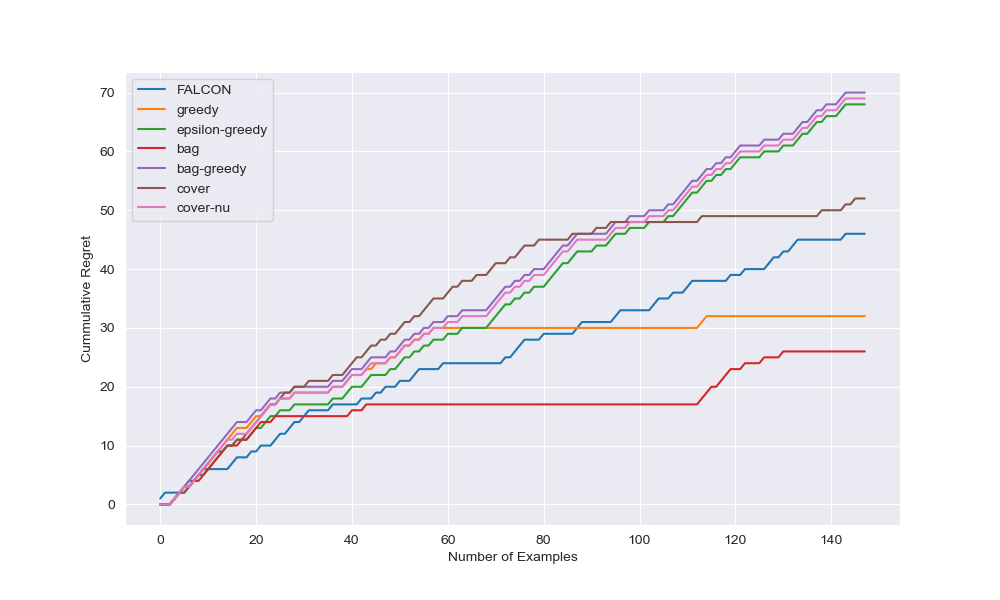 FALCON
greedy
epsilon-greedy
bag
bag-greedy
cover
cover-nu
70
60
50
40
30
20
10
0
Cummulative Regret
0 20 40 60 80 100 120 140
Number of Examples